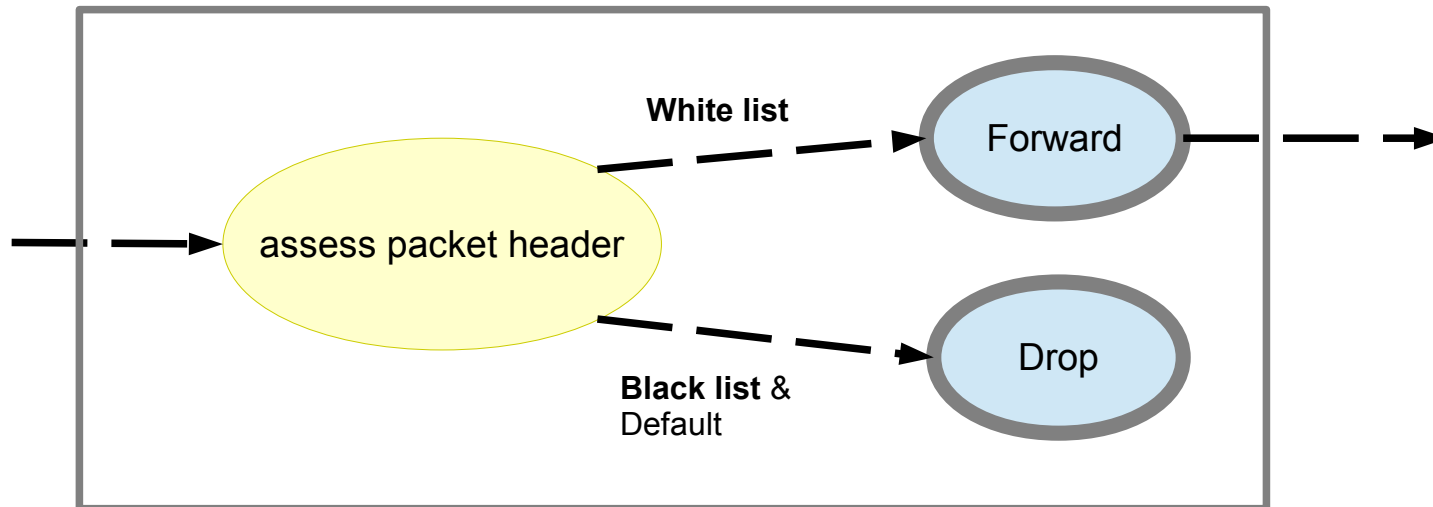 White list
Forward
assess packet header
Drop
Black list &
Default